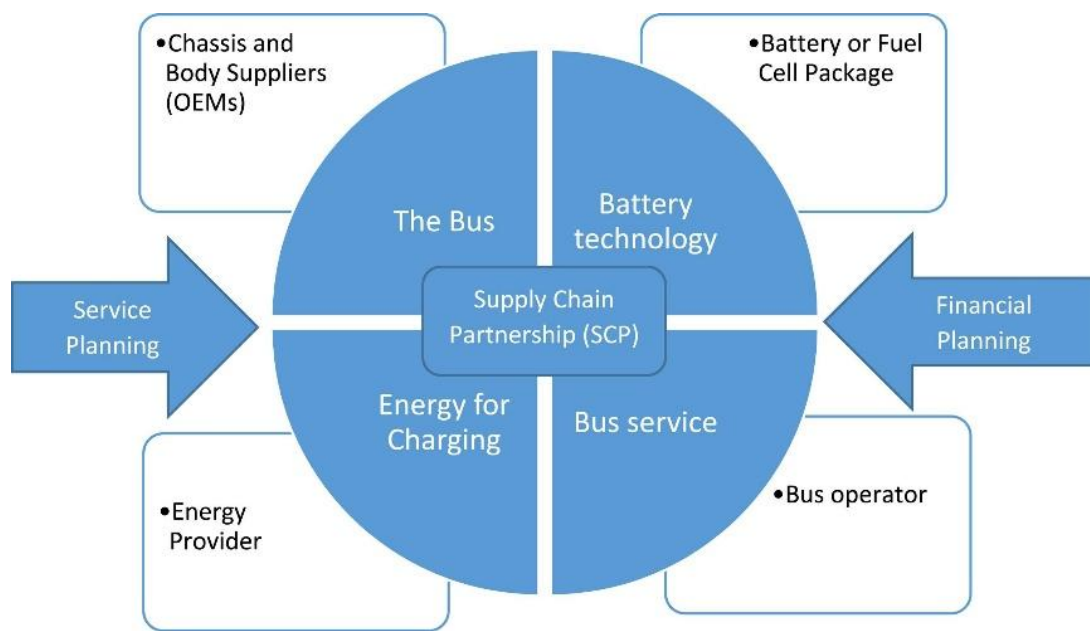 •Chassis and
Body Suppliers
(OEMs)
•Battery or Fuel
Cell Package
The Bus
Battery
technology
Service
Planning
Supply Chain
Partnership (SCP)
Financial
Planning
Energy for
Charging
Bus service
•Energy
Provider
•Bus operator